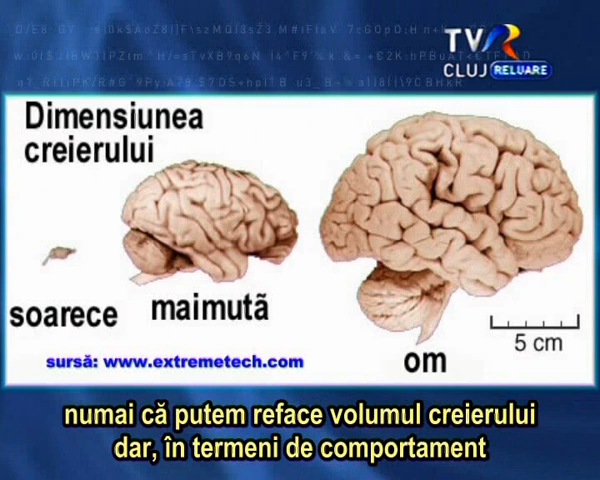 TVR
CLUJ RELUARE
Dimensiunea
creierului
soarece
maimută
om
5 cm
sursă: www.extremetech.com
numai că putem reface volumul creierului
dar, în termeni de comportament